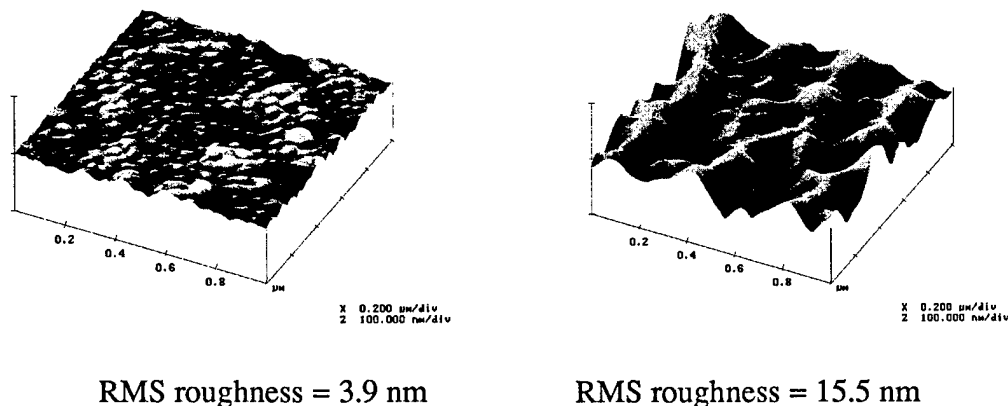 0.2
0.4
0.6
0.8
µm
X 0.200 µm/div
Z 100.000 nm/div
0.2
0.4
0.6
0.8
µm
X 0.200 µm/div
Z 100.000 nm/div
RMS roughness = 3.9 nm
RMS roughness = 15.5 nm